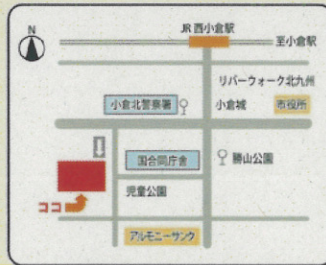 N
JR 西小倉駅
至小倉駅
リバーウォーク北九州
小倉北警察署
小倉城
市役所
国合同庁舎
勝山公園
児童公園
ココ
アルモニーサンク